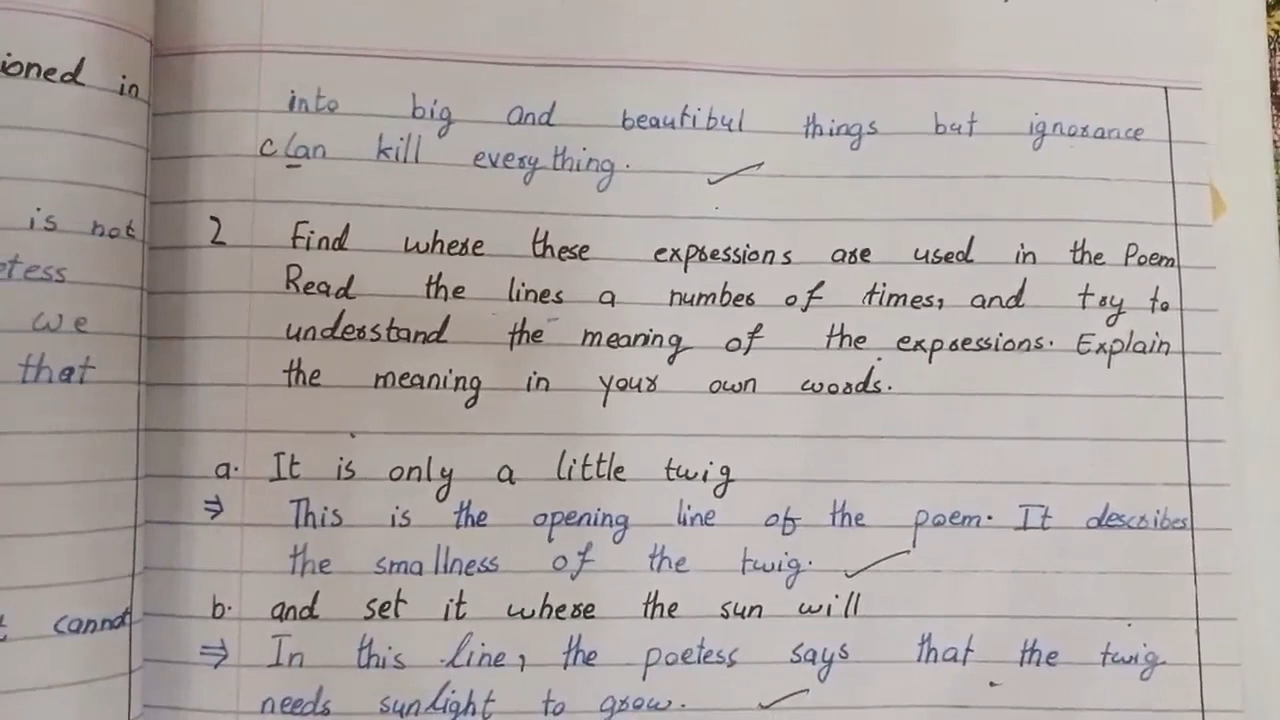 ioned in
is not
etess
we
that
cannot
into big and beautibul things but ignorance
clan kill everything.
2 Find where these expressions are used in the Poem
Read the lines a number of times, and try to
understand the meaning of the expressions. Explain
the meaning in your own words.
a. It is only a little twig
⇒ This is the opening line of the poem. It describes
the smallness of the twig.
b. and set it where the sun will
⇒ In this line, the poetess says that the twig
needs sunlight to grow.